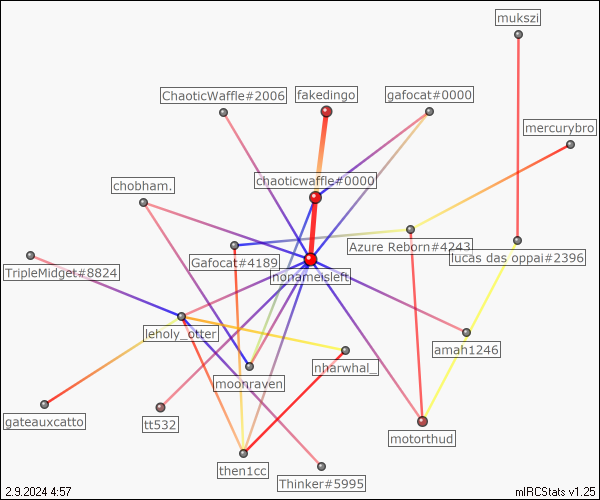 mukszi
ChaoticWaffle#2006
fakedingo
gafocat#0000
mercurybro
chaoticwaffle#0000
chobham.
Azure Reborn#4243
lucas das oppai#2396
Gafocat#4189
TripleMidget#8824
nonameisleft
leholy_otter
amah1246
nharwhal_
moonraven
gateauxcatto
tt532
motorthud
then1cc
Thinker#5995
2.9.2024 4:57
mIRCStats v1.25